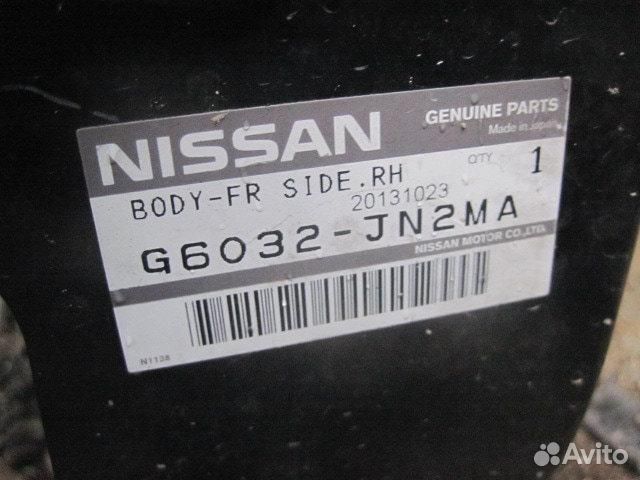 NISSAN
GENUINE PARTS
Made in Japan
BODY-FR SIDE.RH
QTY 1
20131023
G6032-JN2MA
NISSAN MOTOR CO.,LTD.
N1138
Avito